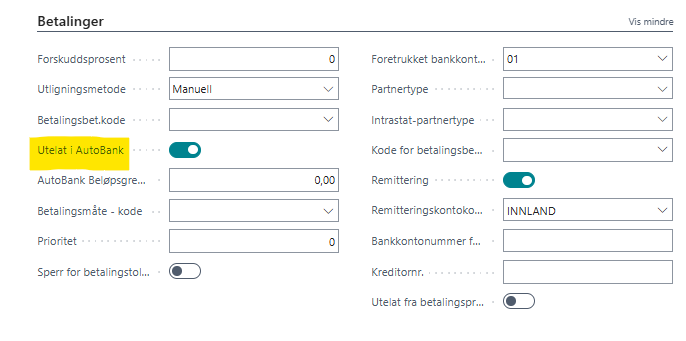 Betalinger
Vis mindre
Forskuddsprosent
0
Utligningsmetode
Manuell
Betalingsbet.kode
Utelat i AutoBank
AutoBank Beløpsgre...
0,00
Betalingsmåte - kode
Prioritet
0
Sperr for betalingstol...
Foretrukket bankkont...
01
Partnertype
Intrastat-partnertype
Kode for betalingsbe...
Remittering
Remitteringskontoko...
INNLAND
Bankkontonummer f...
Kreditornr.
Utelat fra betalingspr...